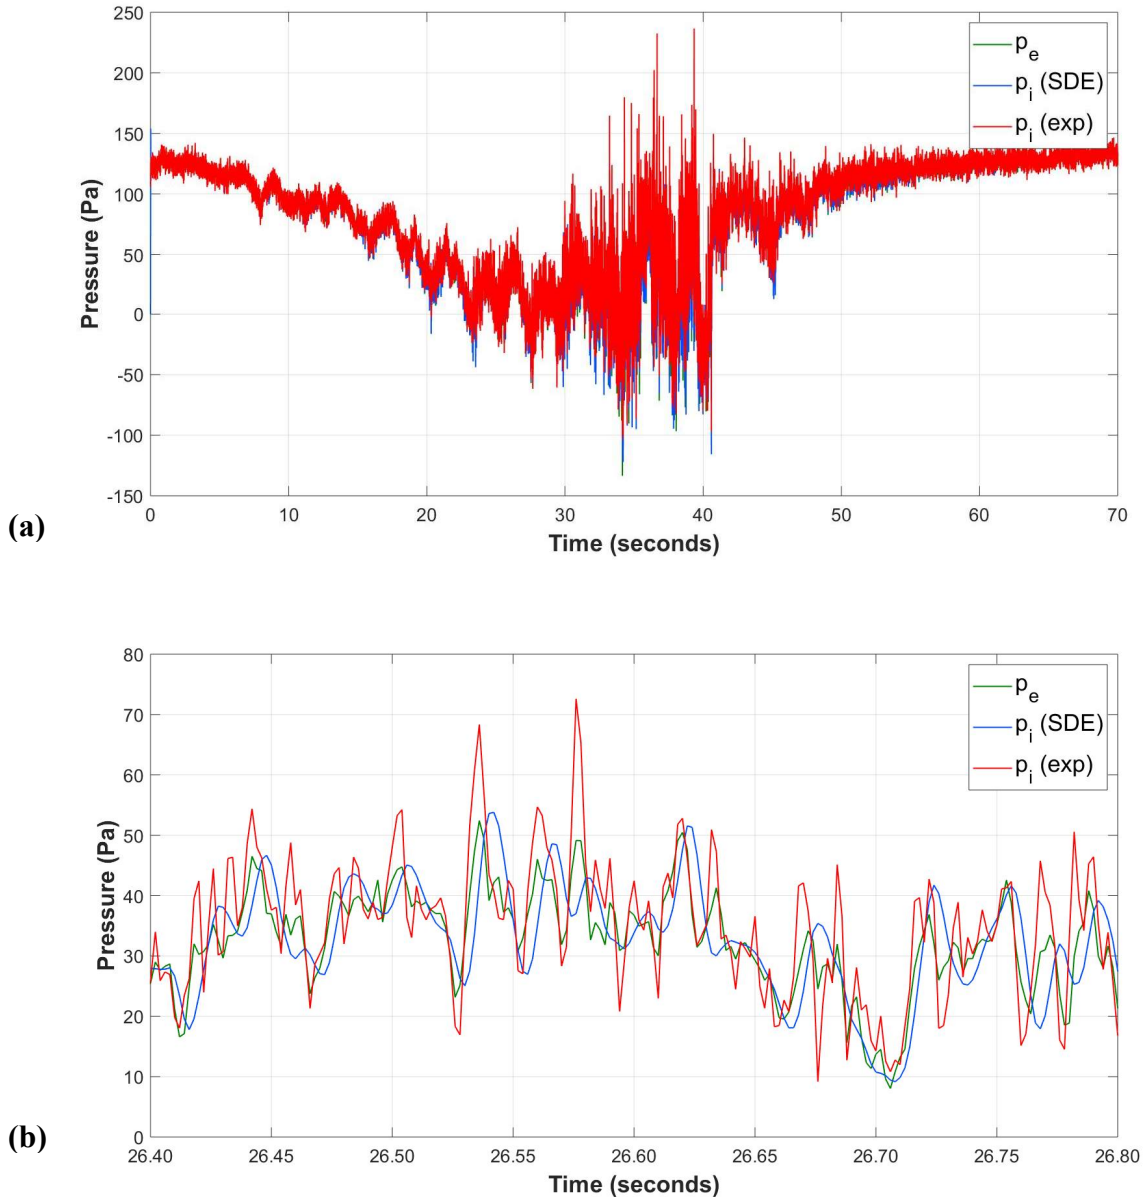 250
200
150
100
50
0
-50
-100
-150
Pressure (Pa)
p_e
p_i (SDE)
p_i (exp)
0 10 20 30 40 50 60 70
Time (seconds)
(a)
80
70
60
50
40
30
20
10
0
Pressure (Pa)
p_e
p_i (SDE)
p_i (exp)
26.40 26.45 26.50 26.55 26.60 26.65 26.70 26.75 26.80
Time (seconds)
(b)